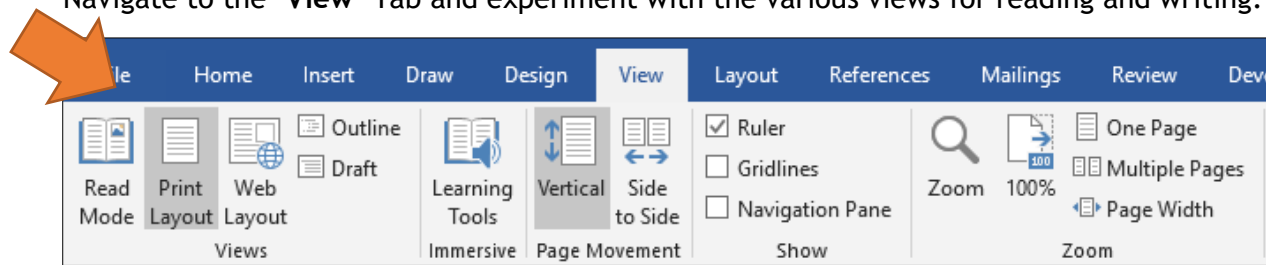 Navigate to the "View" Tab and experiment with the various views for reading and writing.
Home Insert Draw Design View Layout References Mailings Review
Outline
Draft
Read Mode
Print Layout
Web Layout
Views
Learning Tools
Immersive
Vertical
Side to Side
Page Movement
Ruler
Gridlines
Navigation Pane
Show
Zoom
100
100%
One Page
Multiple Pages
Page Width
Zoom